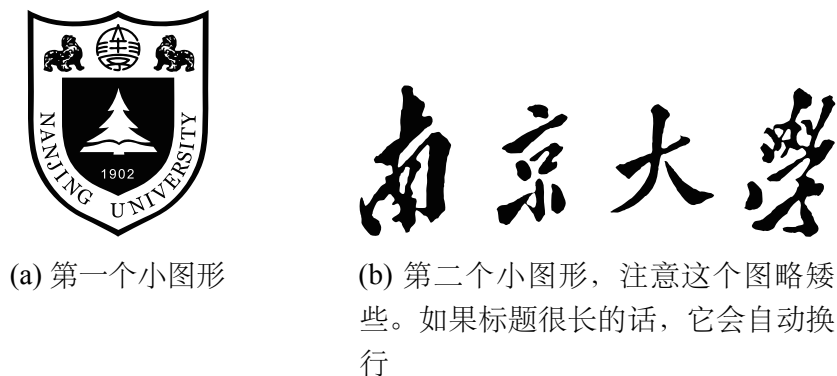 NANJING UNIVERSITY
1902
南京大學
(a) 第一个小图形
(b) 第二个小图形，注意这个图略矮
些。如果标题很长的话，它会自动换
行